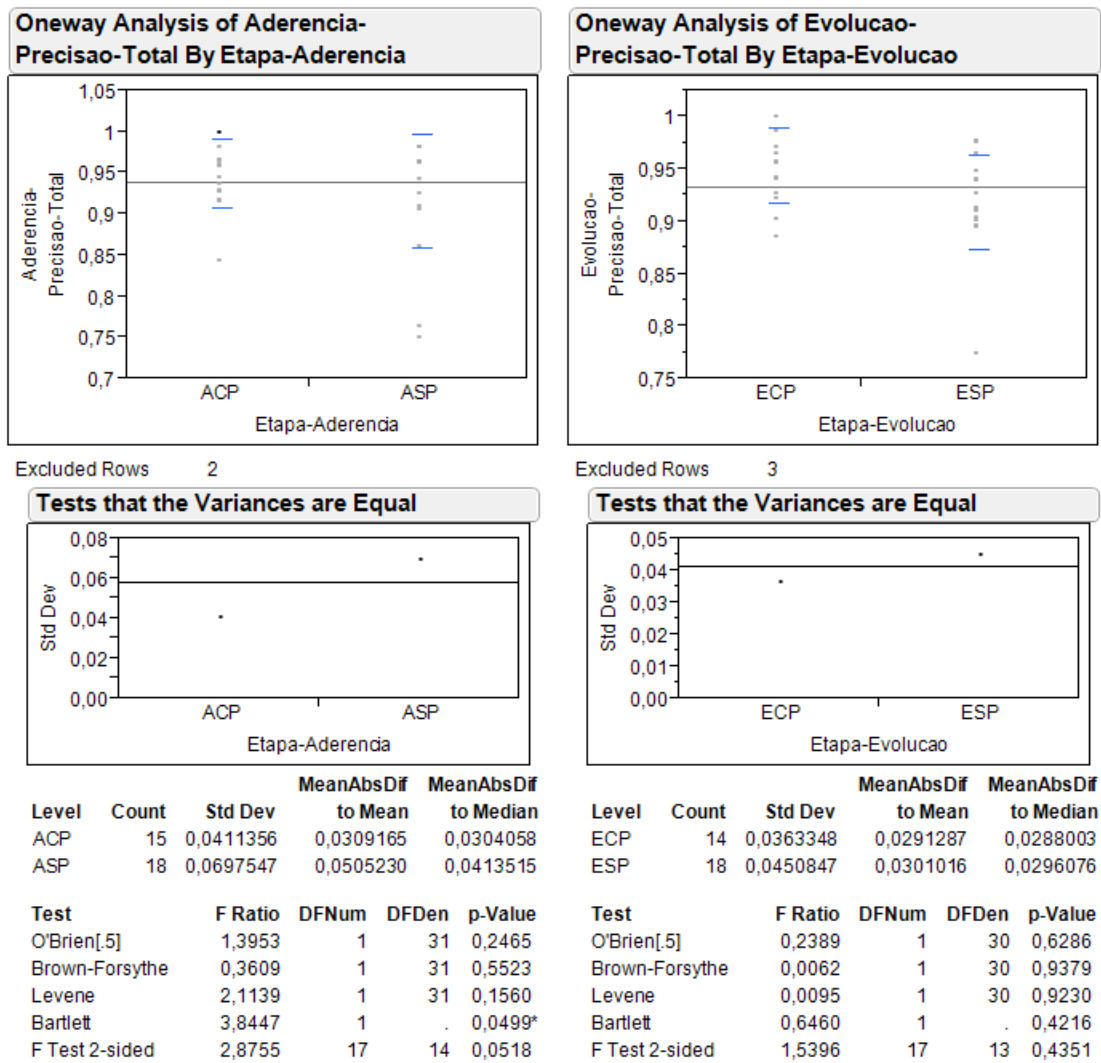 Oneway Analysis of Aderencia-
Precisao-Total By Etapa-Aderencia
1,05
1
0,95
0,9
0,85
0,8
0,75
0,7
Aderencia-
Precisao-Total
ACP ASP
Etapa-Aderencia
Excluded Rows 2
Tests that the Variances are Equal
0,08
0,06
0,04
0,02
0,00
Std Dev
ACP ASP
Etapa-Aderencia
MeanAbsDif MeanAbsDif
Level Count Std Dev to Mean to Median
ACP 15 0,0411356 0,0309165 0,0304058
ASP 18 0,0697547 0,0505230 0,0413515
Test F Ratio DFNum DFDen p-Value
O'Brien[.5] 1,3953 1 31 0,2465
Brown-Forsythe 0,3609 1 31 0,5523
Levene 2,1139 1 31 0,1560
Bartlett 3,8447 1 . 0,0499*
F Test 2-sided 2,8755 17 14 0,0518
Oneway Analysis of Evolucao-
Precisao-Total By Etapa-Evolucao
1
0,95
0,9
0,85
0,8
0,75
Evolucao-
Precisao-Total
ECP ESP
Etapa-Evolucao
Excluded Rows 3
Tests that the Variances are Equal
0,05
0,04
0,03
0,02
0,01
0,00
Std Dev
ECP ESP
Etapa-Evolucao
MeanAbsDif MeanAbsDif
Level Count Std Dev to Mean to Median
ECP 14 0,0363348 0,0291287 0,0288003
ESP 18 0,0450847 0,0301016 0,0296076
Test F Ratio DFNum DFDen p-Value
O'Brien[.5] 0,2389 1 30 0,6286
Brown-Forsythe 0,0062 1 30 0,9379
Levene 0,0095 1 30 0,9230
Bartlett 0,6460 1 . 0,4216
F Test 2-sided 1,5396 17 13 0,4351